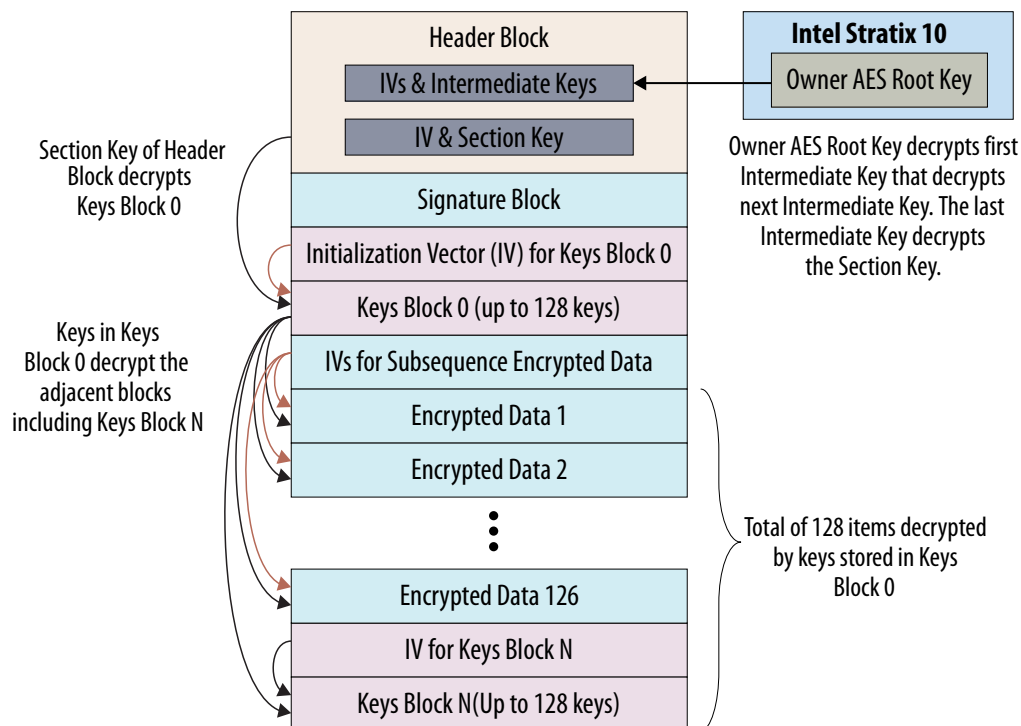 Header Block
IVs & Intermediate Keys
IV & Section Key
Intel Stratix 10
Owner AES Root Key
Owner AES Root Key decrypts first
Intermediate Key that decrypts
next Intermediate Key. The last
Intermediate Key decrypts
the Section Key.
Section Key of Header
Block decrypts
Keys Block 0
Signature Block
Initialization Vector (IV) for Keys Block 0
Keys Block 0 (up to 128 keys)
Keys in Keys
Block 0 decrypt the
adjacent blocks
including Keys Block N
IVs for Subsequence Encrypted Data
Encrypted Data 1
Encrypted Data 2
Total of 128 items decrypted
by keys stored in Keys
Block 0
Encrypted Data 126
IV for Keys Block N
Keys Block N(Up to 128 keys)